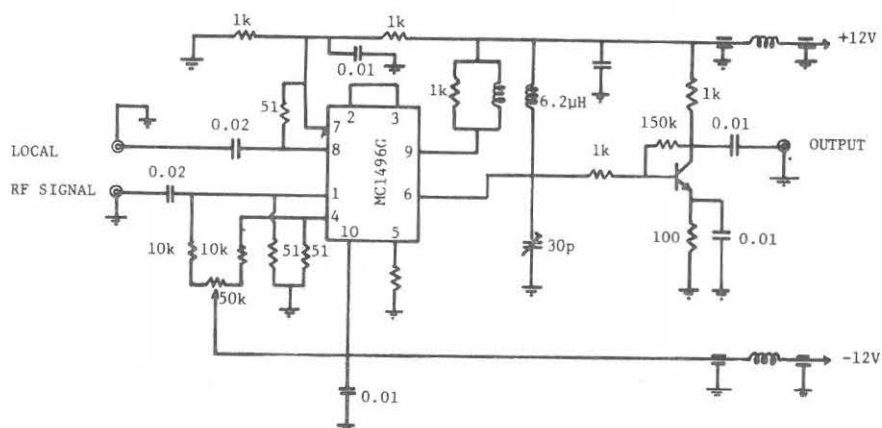 1k
1k
+12V
0.01
1k
6.2µH
1k
51
2
3
7
0.02
8
9
150k
0.01
OUTPUT
LOCAL
MC1496G
1k
0.02
RF SIGNAL
1
6
4
10k
10k
51
51
10
5
30p
100
0.01
50k
-12V
0.01